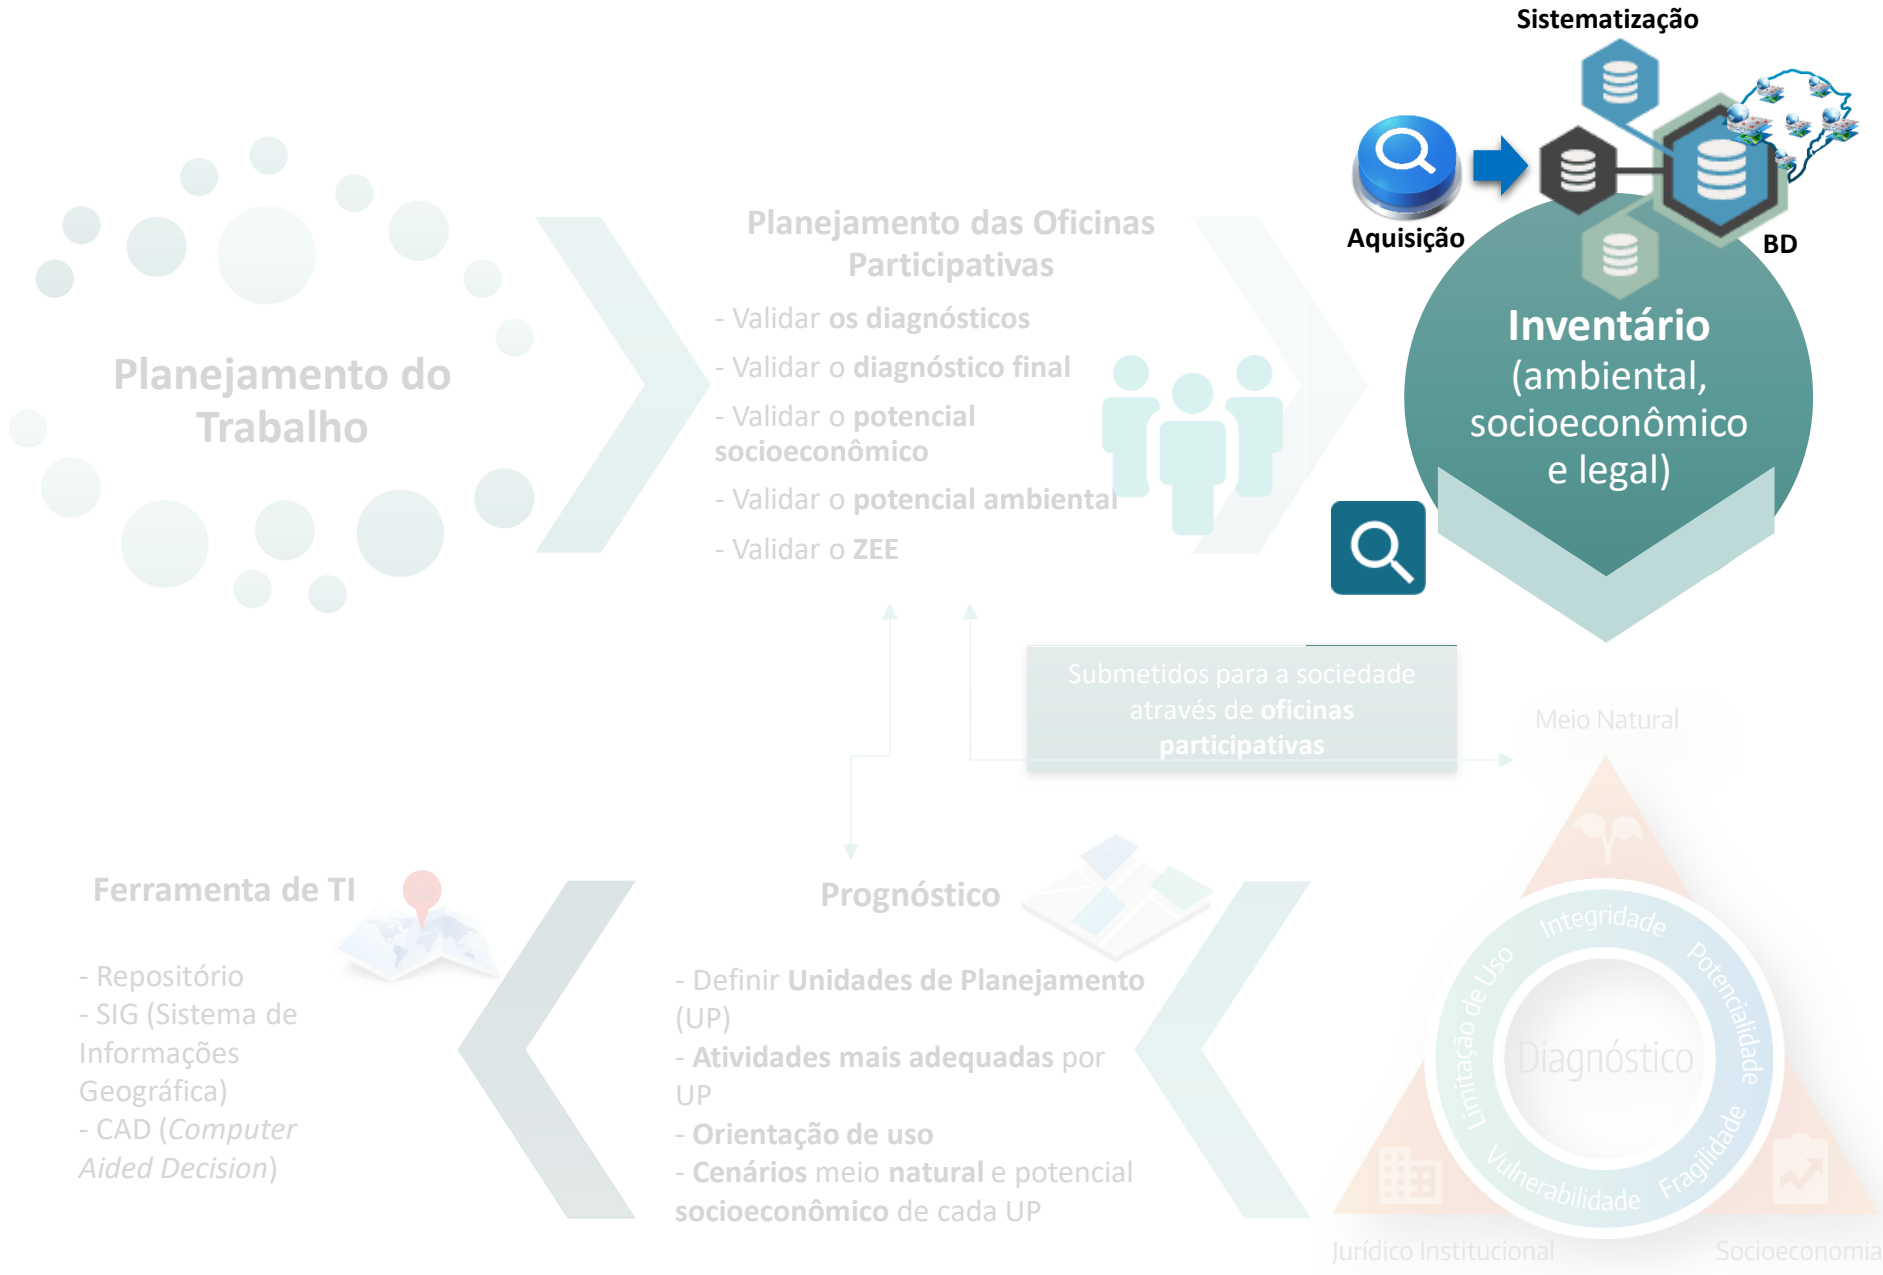 Sistematização
Aquisição
BD
Planejamento do
Trabalho
Planejamento das Oficinas
Participativas
- Validar os diagnósticos
- Validar o diagnóstico final
- Validar o potencial
socioeconômico
- Validar o potencial ambiental
- Validar o ZEE
Inventário
(ambiental,
socioeconômico
e legal)
Submetidos para a sociedade
através de oficinas
participativas
Ferramenta de TI
- Repositório
- SIG (Sistema de
Informações
Geográfica)
- CAD (Computer
Aided Decision)
Prognóstico
- Definir Unidades de Planejamento
(UP)
- Atividades mais adequadas por
UP
- Orientação de uso
- Cenários meio natural e potencial
socioeconômico de cada UP
Meio Natural
Integridade
Potencialidade
Limitação de Uso
Diagnóstico
Vulnerabilidade
Fragilidade
Jurídico Institucional
Socioeconomia